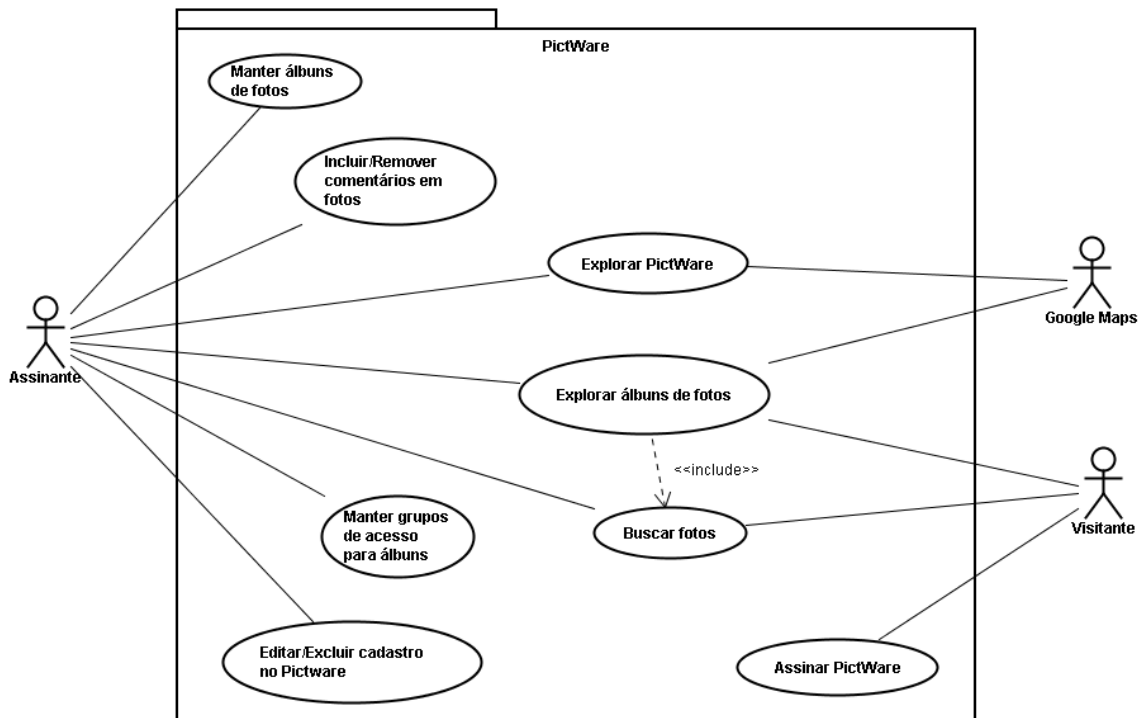 PictWare
Manter álbuns
de fotos
Incluir/Remover
comentários em
fotos
Explorar PictWare
Google Maps
Assinante
Explorar álbuns de fotos
<<include>>
Manter grupos
de acesso
para álbuns
Buscar fotos
Visitante
Editar/Excluir cadastro
no Pictware
Assinar PictWare